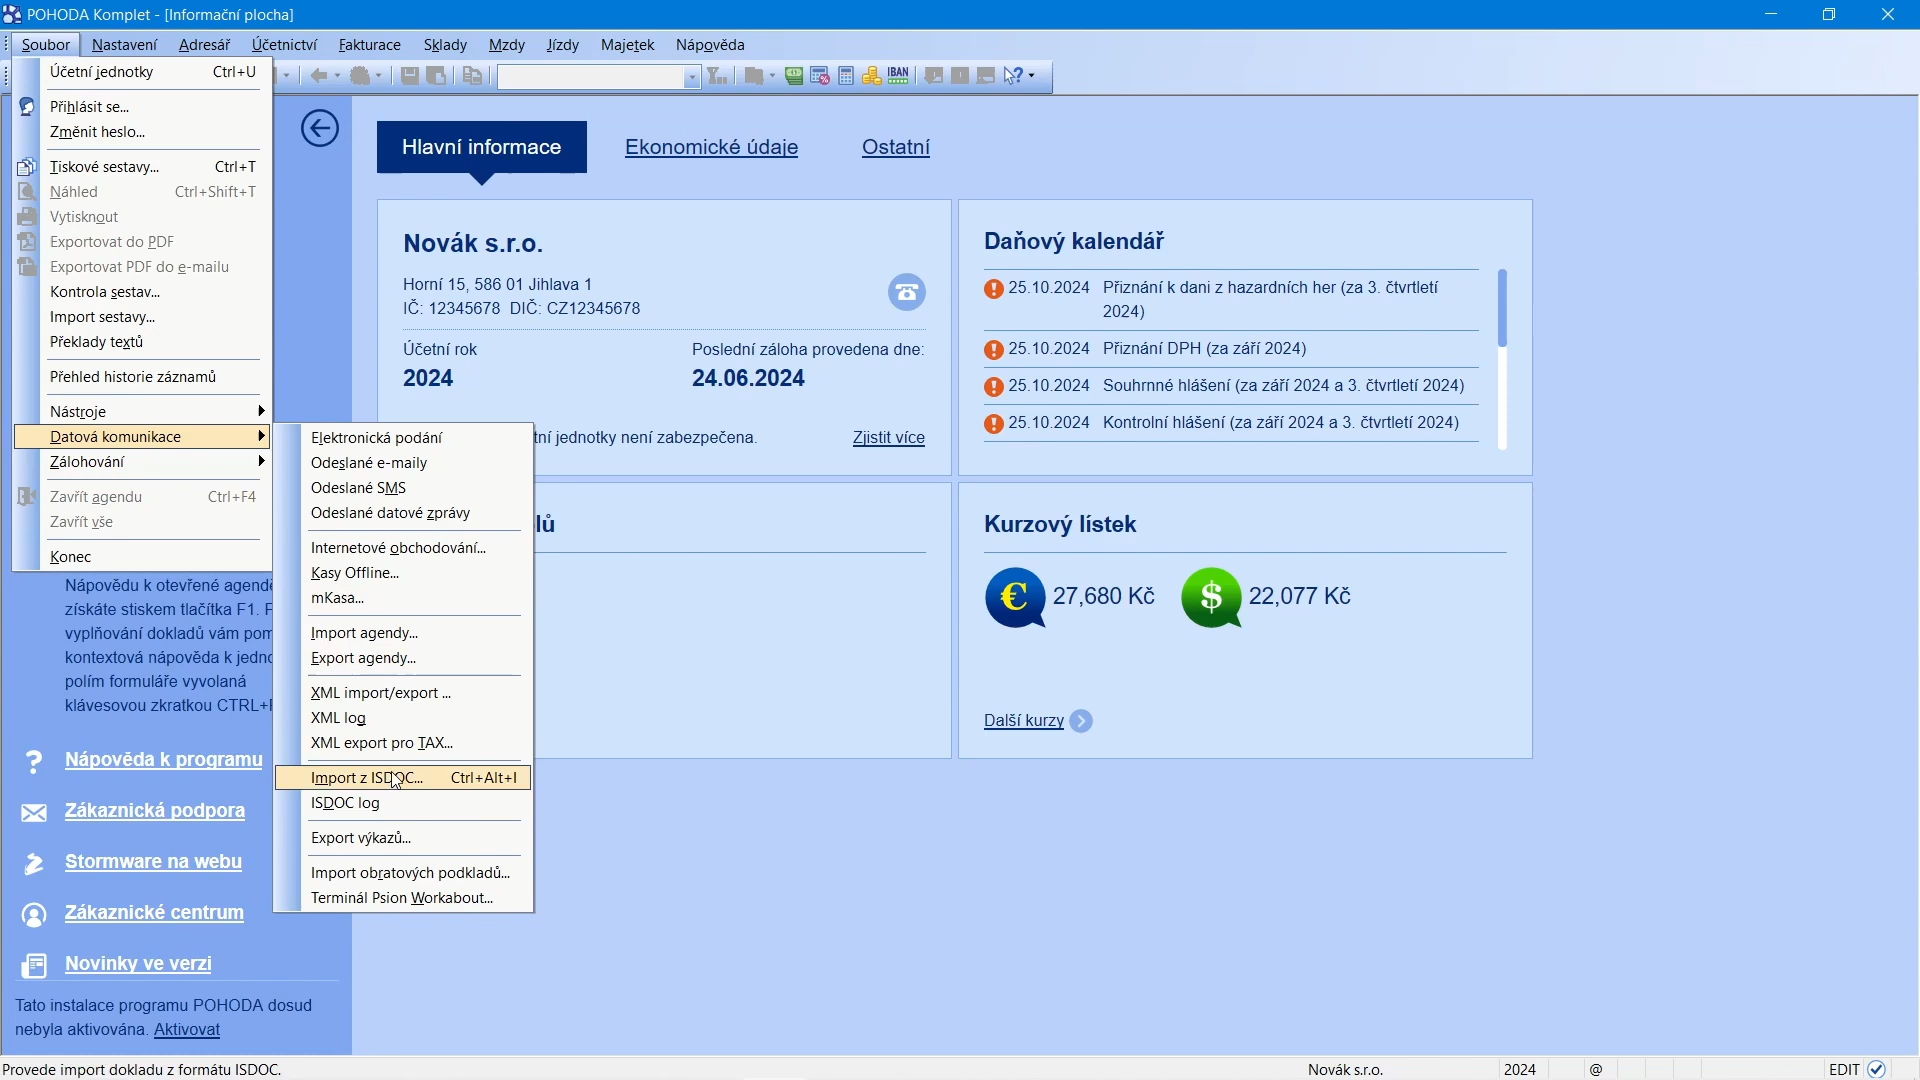 POHODA Komplet - [Informační plocha]
Soubor Nastavení Adresář Účetnictví Fakturace Sklady Mzdy Jízdy Majetek Nápověda
IBAN
Účetní jednotky Ctrl+U
Přihlásit se...
Změnit heslo...
Tiskové sestavy... Ctrl+T
Náhled Ctrl+Shift+T
Vytisknout
Exportovat do PDF
Exportovat PDF do e-mailu
Kontrola sestav...
Import sestavy...
Překlady textů
Přehled historie záznamů
Nástroje
Datová komunikace
Zálohování
Zavřít agendu Ctrl+F4
Zavřít vše
Konec
Elektronická podání
Odeslané e-maily
Odeslané SMS
Odeslané datové zprávy
Internetové obchodování...
Kasy Offline...
mKasa...
Import agendy...
Export agendy...
XML import/export ...
XML log
XML export pro TAX...
Import z ISDOC... Ctrl+Alt+I
ISDOC log
Export výkazů...
Import obratových podkladů...
Terminál Psion Workabout...
Nápovědu k otevřené agendě
získáte stiskem tlačítka F1. F
vyplňování dokladů vám pom
kontextová nápověda k jedno
polím formuláře vyvolaná
klávesovou zkratkou CTRL+F
? Nápověda k programu
Zákaznická podpora
Stormware na webu
Zákaznické centrum
Novinky ve verzi
Tato instalace programu POHODA dosud
nebyla aktivována. Aktivovat
Hlavní informace Ekonomické údaje Ostatní
Novák s.r.o.
Horní 15, 586 01 Jihlava 1
IČ: 12345678 DIČ: CZ12345678
Účetní rok Poslední záloha provedena dne:
2024 24.06.2024
tní jednotky není zabezpečena. Zjistit více
lů
Daňový kalendář
! 25.10.2024 Přiznání k dani z hazardních her (za 3. čtvrtletí
2024)
! 25.10.2024 Přiznání DPH (za září 2024)
! 25.10.2024 Souhrnné hlášení (za září 2024 a 3. čtvrtletí 2024)
! 25.10.2024 Kontrolní hlášení (za září 2024 a 3. čtvrtletí 2024)
Kurzový lístek
€ 27,680 Kč $ 22,077 Kč
Další kurzy
Provede import dokladu z formátu ISDOC. Novák s.r.o. 2024 @ EDIT